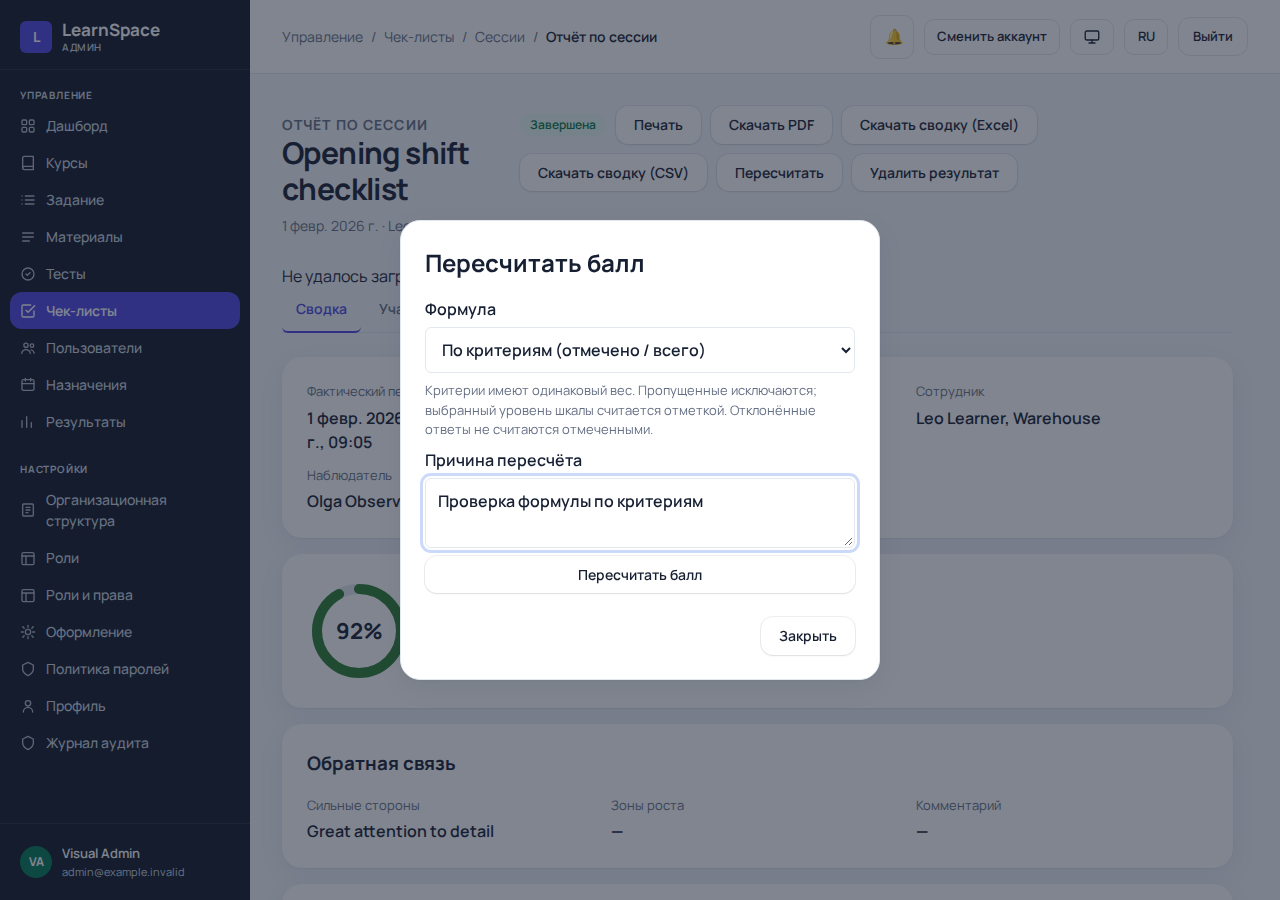 L
LearnSpace
АДМИН
УПРАВЛЕНИЕ
Дашборд
Курсы
Задание
Материалы
Тесты
Чек-листы
Пользователи
Назначения
Результаты
НАСТРОЙКИ
Организационная
структура
Роли
Роли и права
Оформление
Политика паролей
Профиль
Журнал аудита
VA
Visual Admin
admin@example.invalid
Управление / Чек-листы / Сессии / Отчёт по сессии
Сменить аккаунт
RU
Выйти
ОТЧЁТ ПО СЕССИИ
Opening shift
checklist
1 февр. 2026 г. ·
Завершена
Печать
Скачать PDF
Скачать сводку (Excel)
Скачать сводку (CSV)
Пересчитать
Удалить результат
Не удалось
Сводка
Фактический
1 февр. 2026
г., 09:05
Сотрудник
Leo Learner, Warehouse
Наблюдатель
Olga
92%
Пересчитать балл
Формула
По критериям (отмечено / всего)
Критерии имеют одинаковый вес. Пропущенные исключаются;
выбранный уровень шкалы считается отметкой. Отклонённые
ответы не считаются отмеченными.
Причина пересчёта
Проверка формулы по критериям
Пересчитать балл
Закрыть
Обратная связь
Сильные стороны
Great attention to detail
Зоны роста
—
Комментарий
—